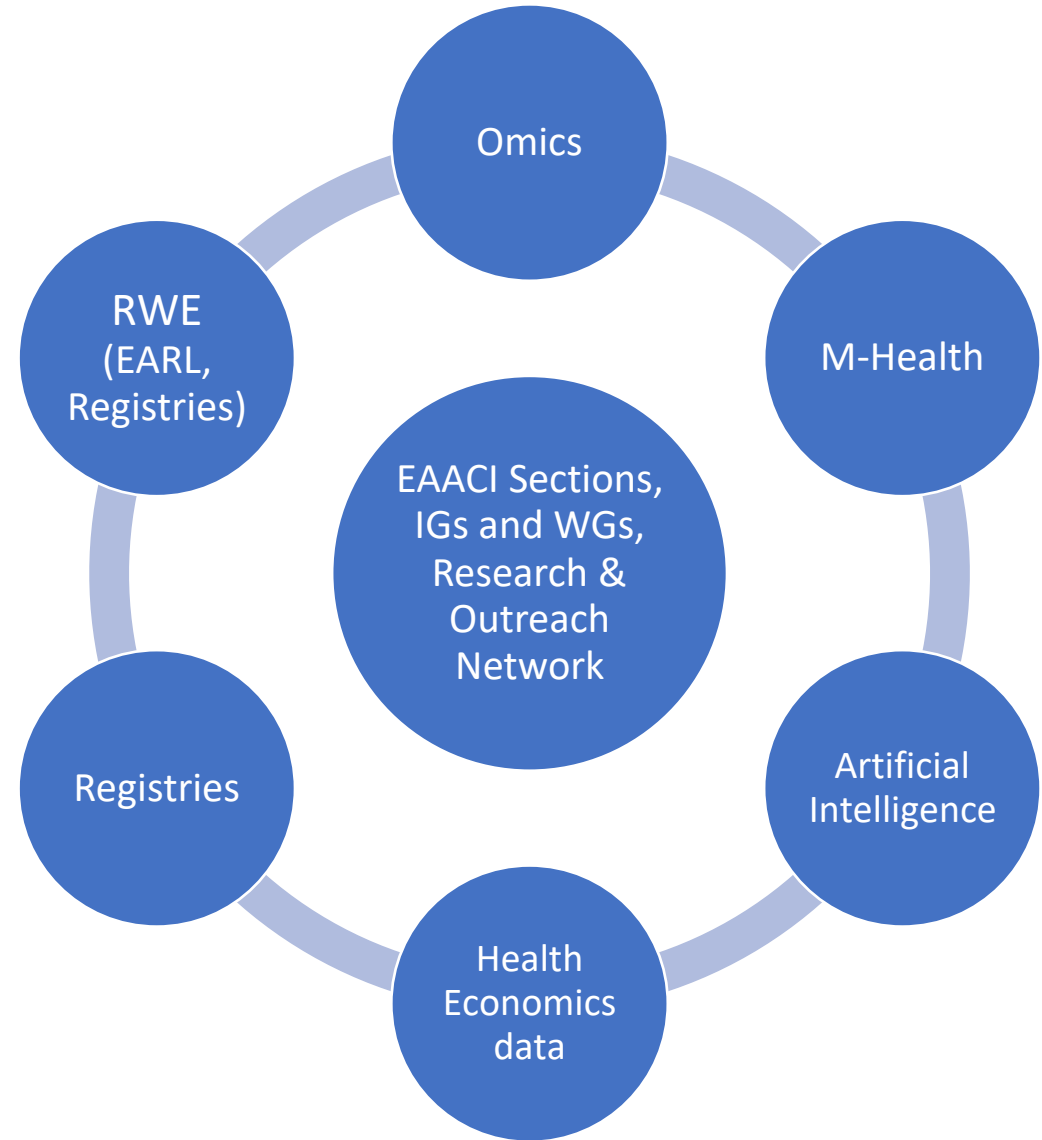 Omics
RWE
(EARL,
Registries)
M-Health
EAACI Sections,
IGs and WGs,
Research &
Outreach
Network
Registries
Artificial
Intelligence
Health
Economics
data